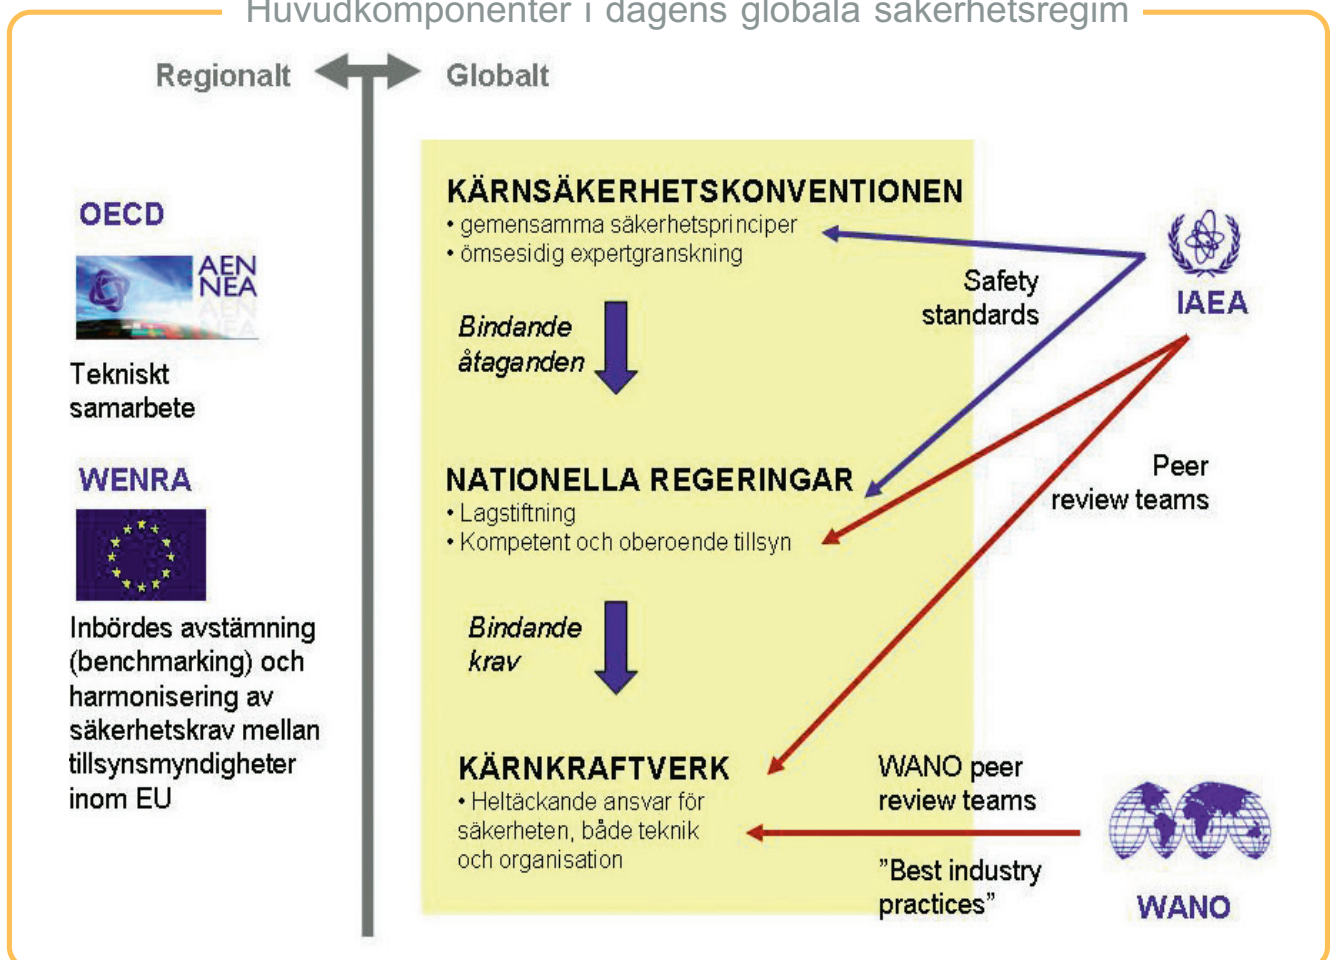 Huvudkomponenter i dagens globala säkerhetsregim
Regionalt
Globalt
OECD
AEN
NEA
AEN
NEA
Tekniskt
samarbete
WENRA
Inbördes avstämning
(benchmarking) och
harmonisering av
säkerhetskrav mellan
tillsynsmyndigheter
inom EU
KÄRNSÄKERHETSKONVENTIONEN
• gemensamma säkerhetsprinciper
• ömsesidig expertgranskning
Bindande
åtaganden
NATIONELLA REGERINGAR
• Lagstiftning
• Kompetent och oberoende tillsyn
Bindande
krav
KÄRNKRAFTVERK
• Heltäckande ansvar för
säkerheten, både teknik
och organisation
Safety
standards
IAEA
Peer
review teams
WANO peer
review teams
”Best industry
practices”
WANO